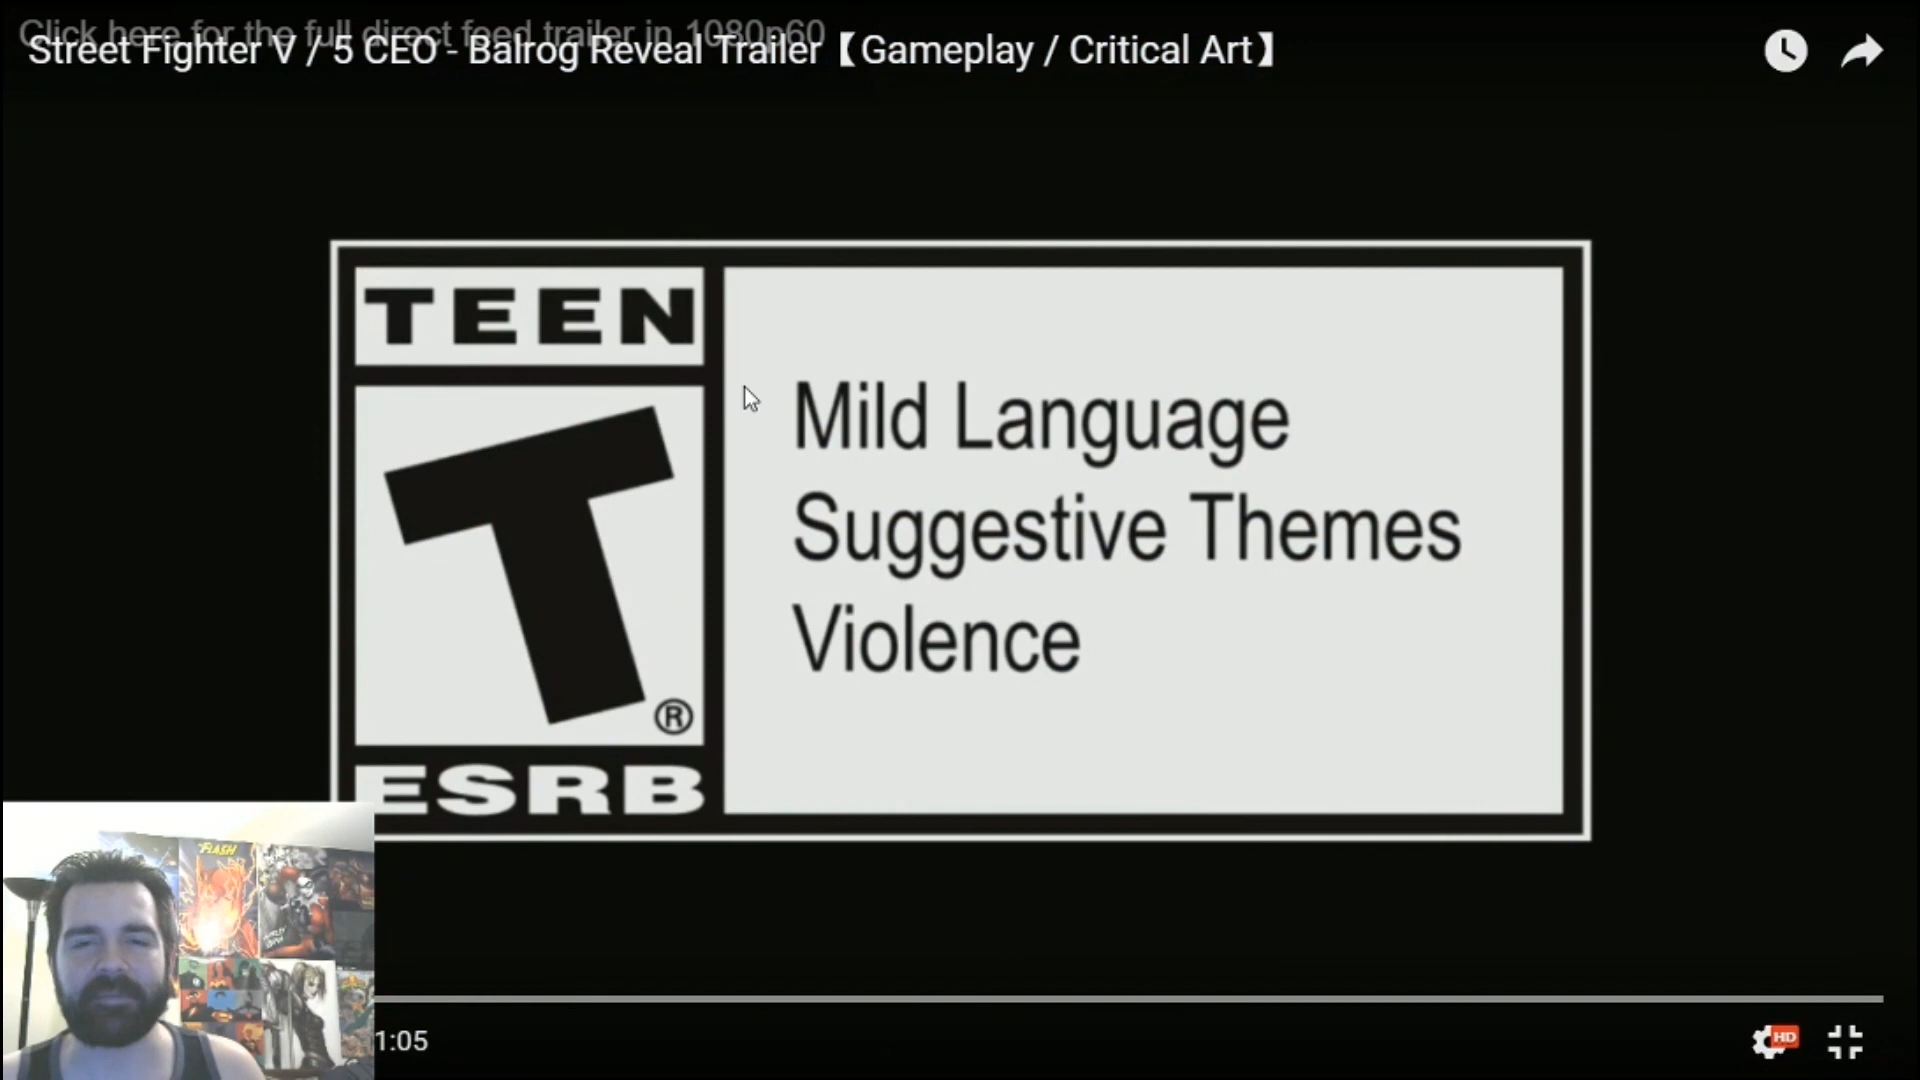 Click here for the full direct feed trailer in 1080p60
Street Fighter V / 5 CEO - Balrog Reveal Trailer【Gameplay / Critical Art】
TEEN
T
®
ESRB
Mild Language
Suggestive Themes
Violence
FLASH
1:05
HD